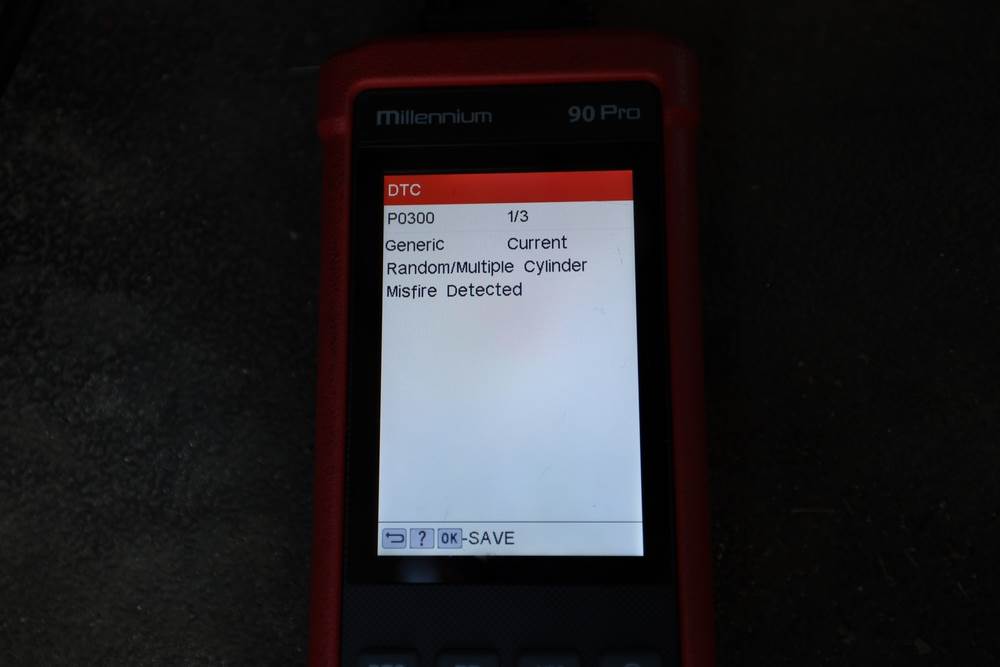 millennium 90 Pro
DTC
P0300 1/3
Generic Current
Random/Multiple Cylinder
Misfire Detected
OK -SAVE